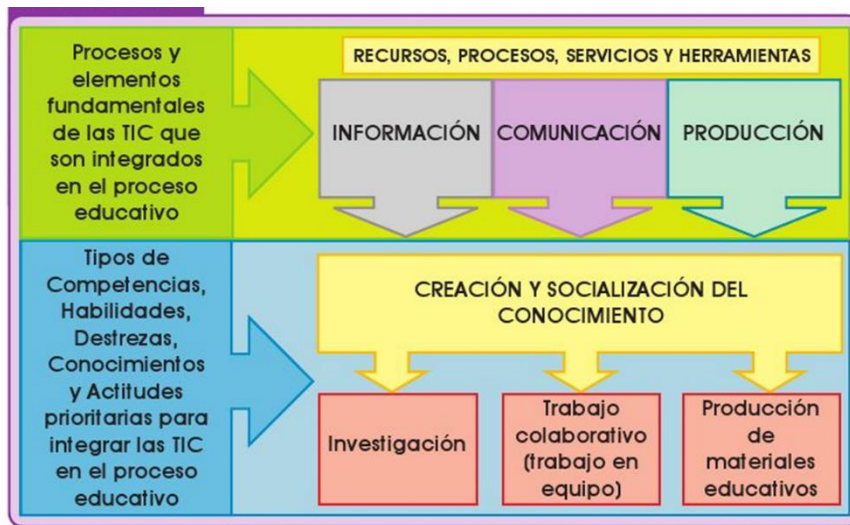 Procesos y
elementos
fundamentales
de las TIC que
son integrados
en el proceso
educativo
RECURSOS, PROCESOS, SERVICIOS Y HERRAMIENTAS
INFORMACIÓN
COMUNICACIÓN
PRODUCCIÓN
Tipos de
Competencias,
Habilidades,
Destrezas,
Conocimientos
y Actitudes
prioritarias para
integrar las TIC
en el proceso
educativo
CREACIÓN Y SOCIALIZACIÓN DEL
CONOCIMIENTO
Investigación
Trabajo
colaborativo
(trabajo en
equipo)
Producción
de
materiales
educativos